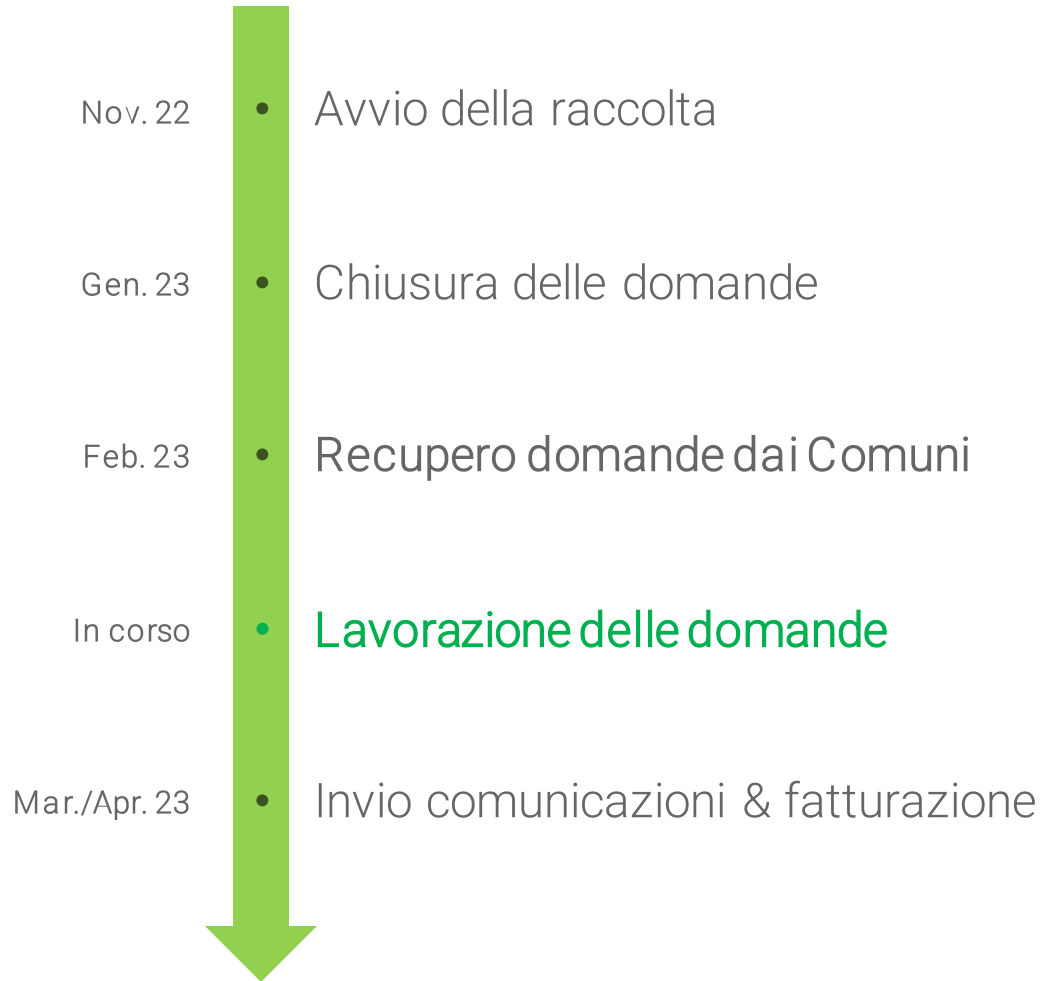 Nov. 22 Avvio della raccolta
Gen. 23 Chiusura delle domande
Feb. 23 Recupero domande dai Comuni
In corso Lavorazione delle domande
Mar./Apr. 23 Invio comunicazioni & fatturazione